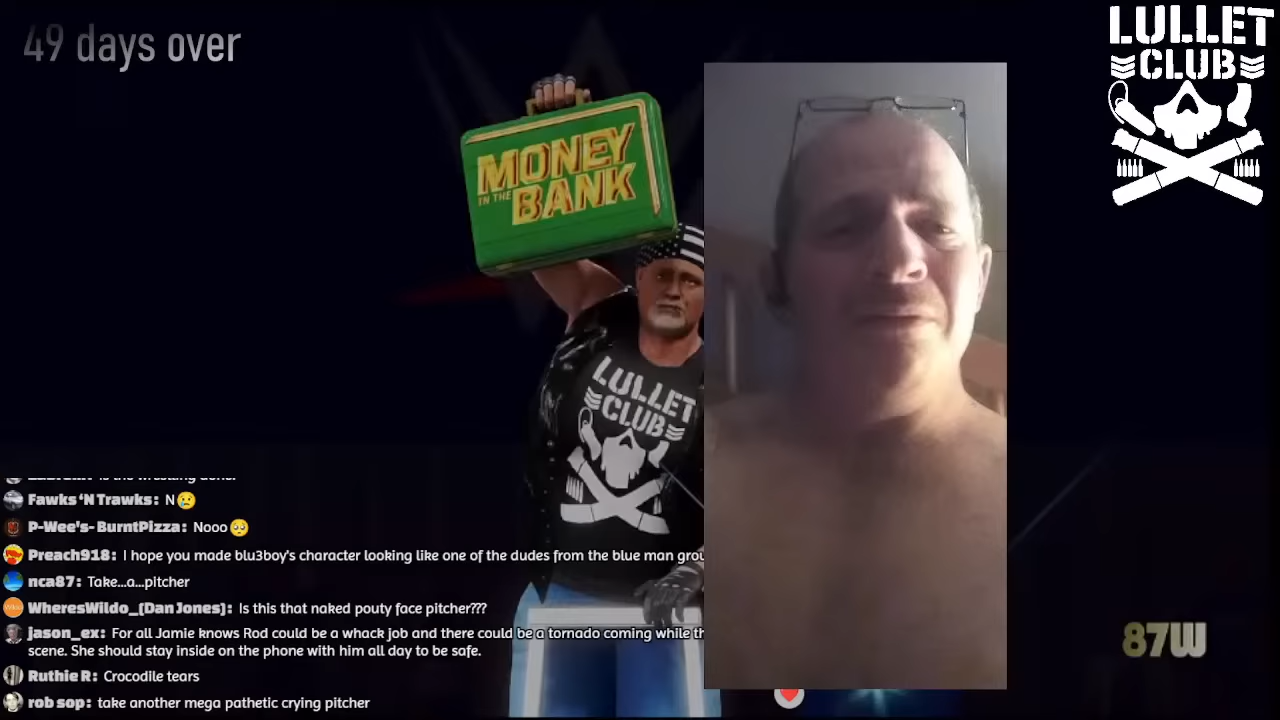 49 days over
LULLET
CLUB
MONEY
IN THE
BANK
LULLET
CLUB
is the wrestling done?
Fawks 'N Trawks: N😢
P-Wee's-BurntPizza: Nooo🥺
Preach918: I hope you made blu3boy's character looking like one of the dudes from the blue man grou
nca87: Take...a...pitcher
WheresWildo_(Dan Jones): Is this that naked pouty face pitcher???
jason_ex: For all Jamie knows Rod could be a whack job and there could be a tornado coming while th
scene. She should stay inside on the phone with him all day to be safe.
Ruthie R: Crocodile tears
rob sop: take another mega pathetic crying pitcher
87W